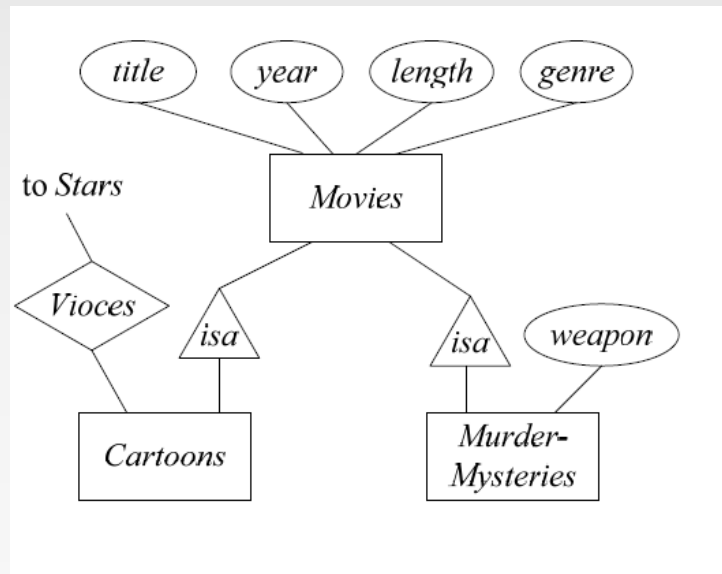 title year length genre
to Stars
Movies
Vioces
isa isa weapon
Cartoons
Murder-
Mysteries